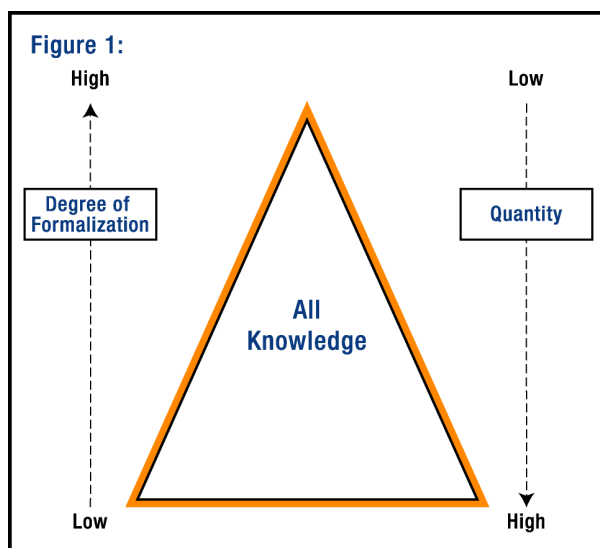 Figure 1:
High
Low
Degree of
Formalization
Quantity
All
Knowledge
Low
High